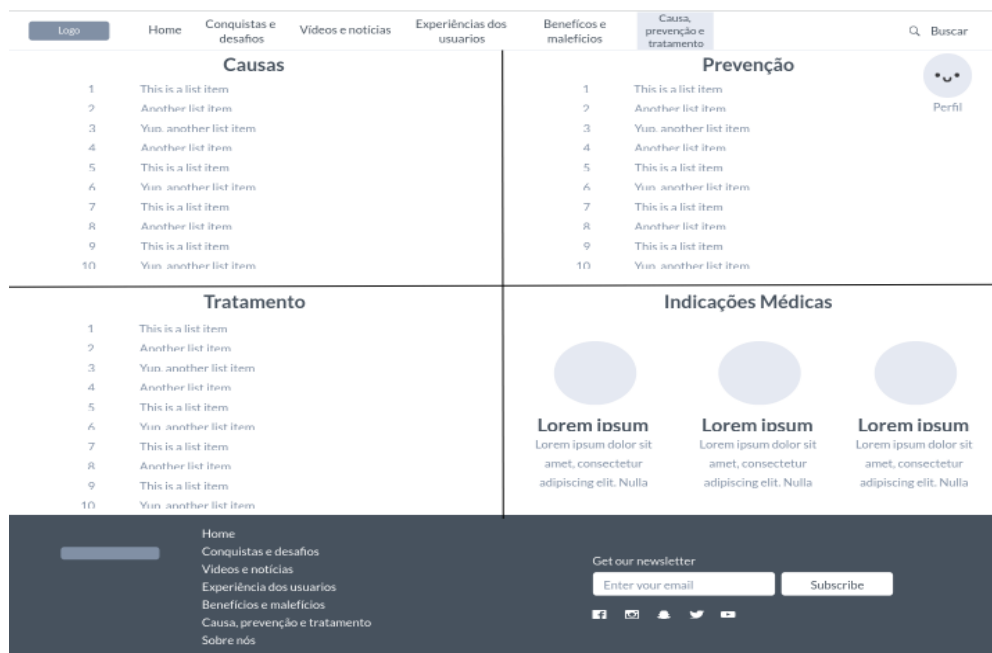 Logo
Home
Conquistas e
desafios
Vídeos e notícias
Experiências dos
usuarios
Benefícos e
malefícios
Causa,
prevenção e
tratamento
Buscar
Perfil
Causas
1 This is a list item
2 Another list item
3 Yup, another list item
4 Another list item
5 This is a list item
6 Yup, another list item
7 This is a list item
8 Another list item
9 This is a list item
10 Yup, another list item
Prevenção
1 This is a list item
2 Another list item
3 Yup, another list item
4 Another list item
5 This is a list item
6 Yup, another list item
7 This is a list item
8 Another list item
9 This is a list item
10 Yup, another list item
Tratamento
1 This is a list item
2 Another list item
3 Yup, another list item
4 Another list item
5 This is a list item
6 Yup, another list item
7 This is a list item
8 Another list item
9 This is a list item
10 Yup, another list item
Indicações Médicas
Lorem ipsum
Lorem ipsum dolor sit
amet, consectetur
adipiscing elit. Nulla
Lorem ipsum
Lorem ipsum dolor sit
amet, consectetur
adipiscing elit. Nulla
Lorem ipsum
Lorem ipsum dolor sit
amet, consectetur
adipiscing elit. Nulla
Home
Conquistas e desafios
Videos e notícias
Experiência dos usuarios
Benefícios e malefícios
Causa, prevenção e tratamento
Sobre nós
Get our newsletter
Enter your email
Subscribe